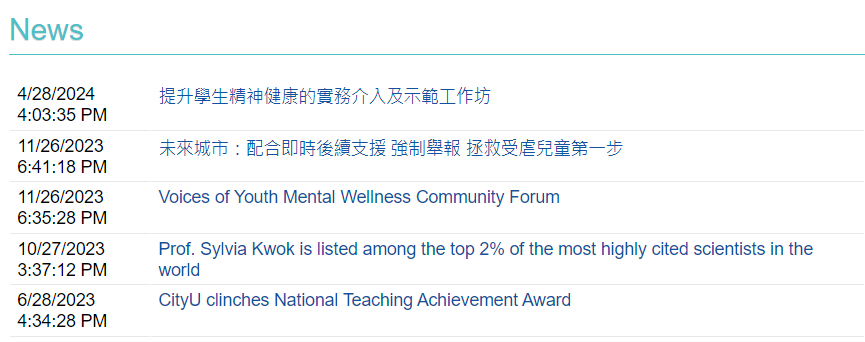 News
4/28/2024
4:03:35 PM
提升學生精神健康的實務介入及示範工作坊
11/26/2023
6:41:18 PM
未來城市：配合即時後續支援 強制舉報 拯救受虐兒童第一步
11/26/2023
6:35:28 PM
Voices of Youth Mental Wellness Community Forum
10/27/2023
3:37:12 PM
Prof. Sylvia Kwok is listed among the top 2% of the most highly cited scientists in the
world
6/28/2023
4:34:28 PM
CityU clinches National Teaching Achievement Award